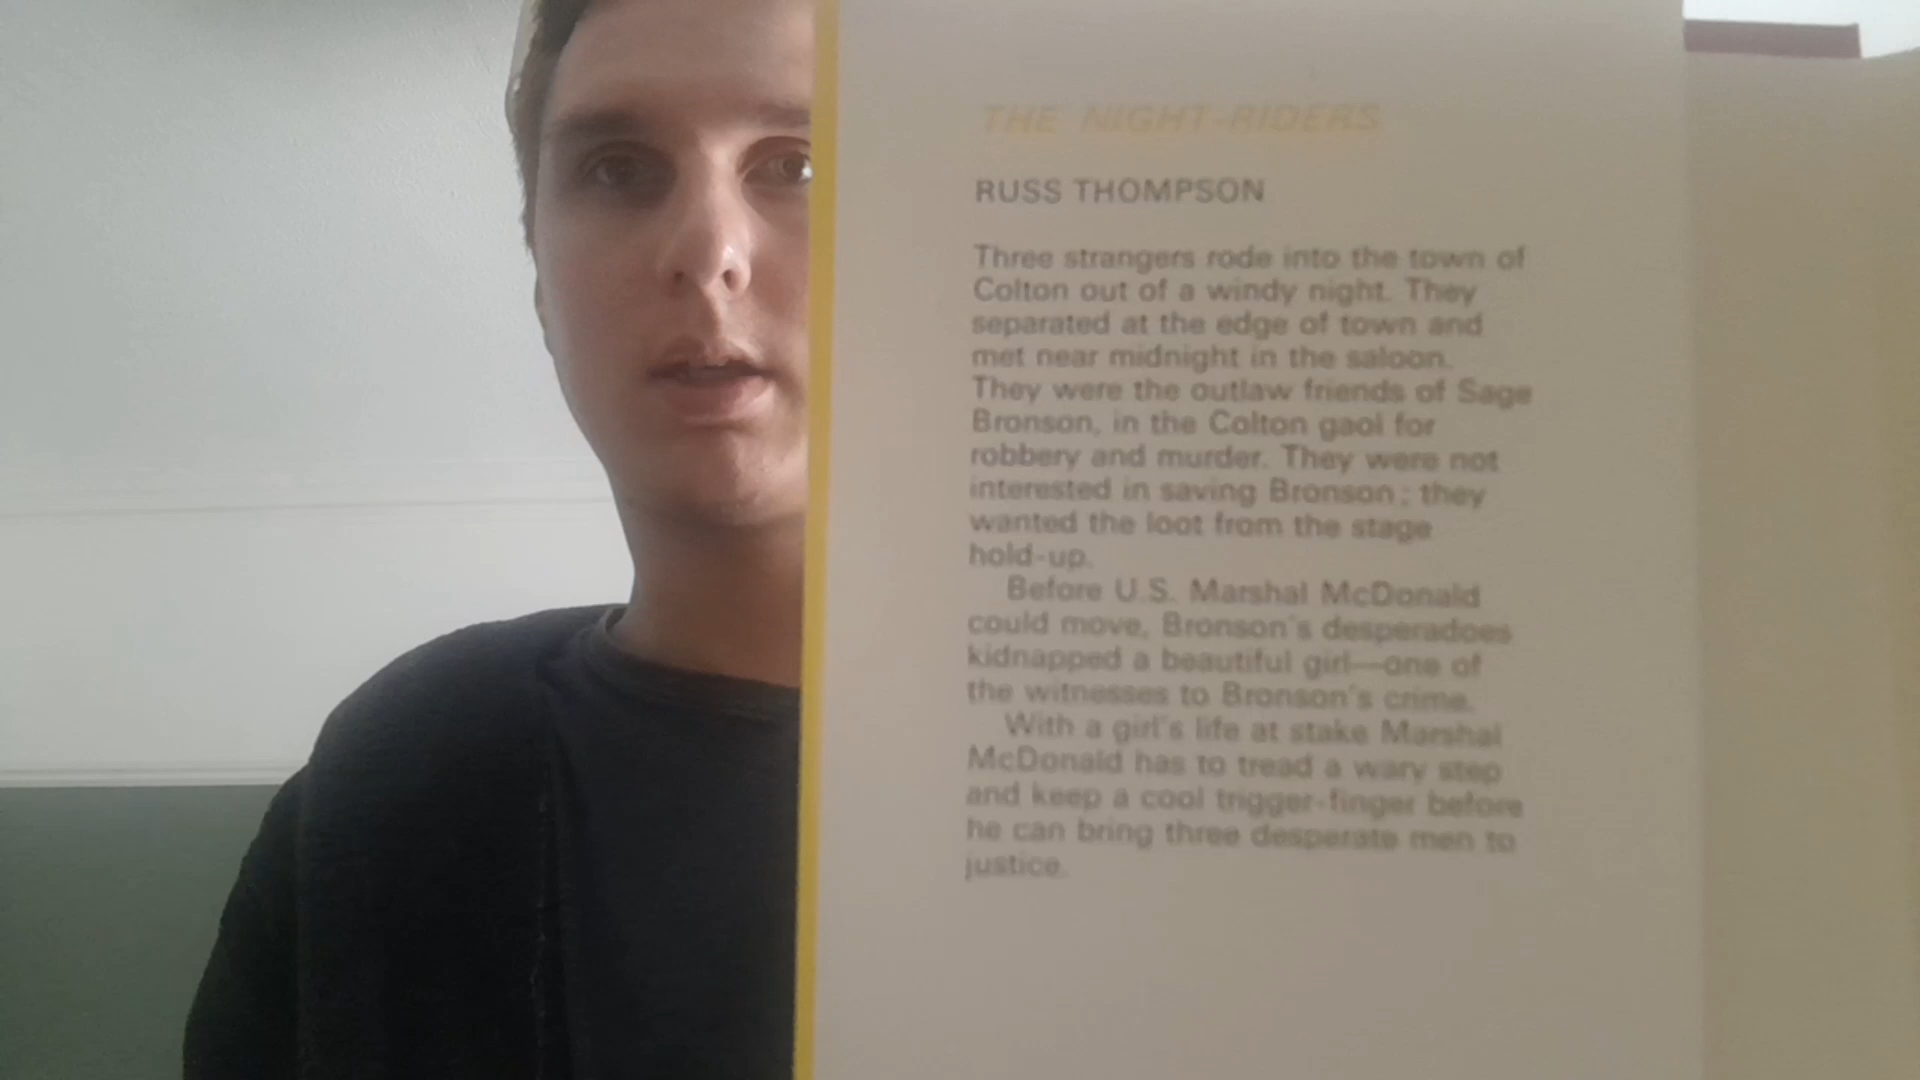 THE NIGHT-RIDERS
RUSS THOMPSON
Three strangers rode into the town of
Colton out of a windy night. They
separated at the edge of town and
met near midnight in the saloon.
They were the outlaw friends of Sage
Bronson, in the Colton gaol for
robbery and murder. They were not
interested in saving Bronson; they
wanted the loot from the stage
hold-up.
Before U.S. Marshal McDonald
could move, Bronson's desperadoes
kidnapped a beautiful girl—one of
the witnesses to Bronson's crime.
With a girl's life at stake Marshal
McDonald has to tread a wary step
and keep a cool trigger-finger before
he can bring three desperate men to
justice.